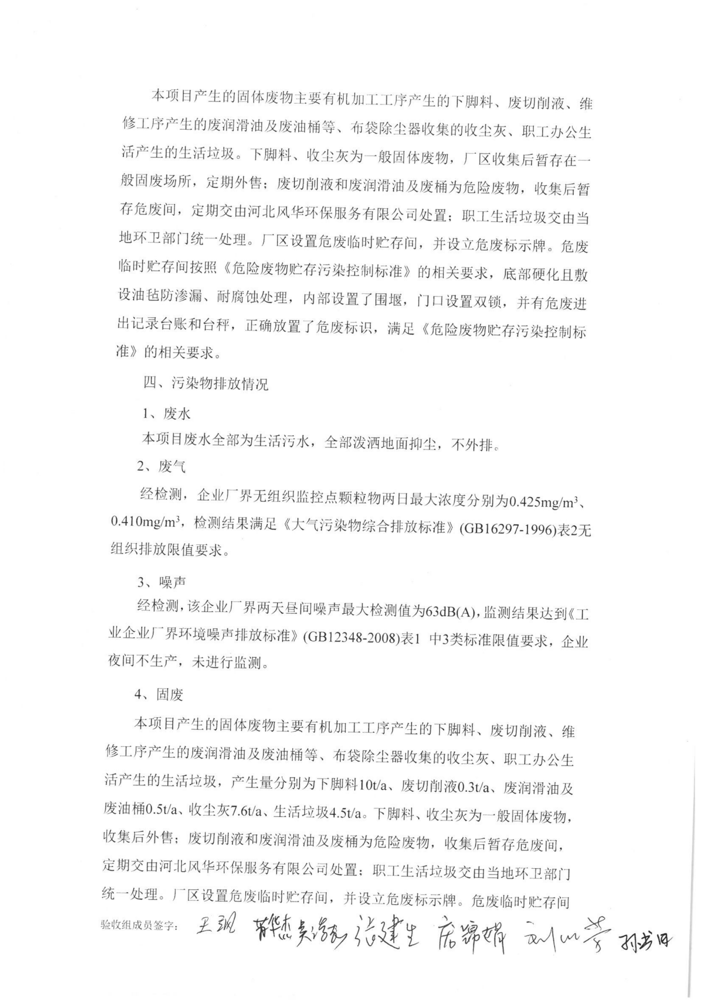 本项目产生的固体废物主要有机加工工序产生的下脚料、废切削液、维
修工序产生的废润滑油及废油桶等、布袋除尘器收集的收尘灰、职工办公生
活产生的生活垃圾。下脚料、收尘灰为一般固体废物，厂区收集后暂存在一
般固废场所，定期外售；废切削液和废润滑油及废桶为危险废物，收集后暂
存危废间，定期交由河北风华环保服务有限公司处置；职工生活垃圾交由当
地环卫部门统一处理。厂区设置危废临时贮存间，并设立危废标示牌。危废
临时贮存间按照《危险废物贮存污染控制标准》的相关要求，底部硬化且敷
设油毡防渗漏、耐腐蚀处理，内部设置了围堰，门口设置双锁，并有危废进
出记录台账和台秤，正确放置了危废标识，满足《危险废物贮存污染控制标
准》的相关要求。
四、污染物排放情况
1、废水
本项目废水全部为生活污水，全部泼洒地面抑尘，不外排。
2、废气
经检测，企业厂界无组织监控点颗粒物两日最大浓度分别为0.425mg/m³、
0.410mg/m³，检测结果满足《大气污染物综合排放标准》(GB16297-1996)表2无
组织排放限值要求。
3、噪声
经检测，该企业厂界两天昼间噪声最大检测值为63dB(A)，监测结果达到《工
业企业厂界环境噪声排放标准》(GB12348-2008)表1 中3类标准限值要求，企业
夜间不生产，未进行监测。
4、固废
本项目产生的固体废物主要有机加工工序产生的下脚料、废切削液、维
修工序产生的废润滑油及废油桶等、布袋除尘器收集的收尘灰、职工办公生
活产生的生活垃圾，产生量分别为下脚料10t/a、废切削液0.3t/a、废润滑油及
废油桶0.5t/a、收尘灰7.6t/a、生活垃圾4.5t/a。下脚料、收尘灰为一般固体废物，
收集后外售；废切削液和废润滑油及废桶为危险废物，收集后暂存危废间，
定期交由河北风华环保服务有限公司处置；职工生活垃圾交由当地环卫部门
统一处理。厂区设置危废临时贮存间，并设立危废标示牌。危废临时贮存间
验收组成员签字： 张建生